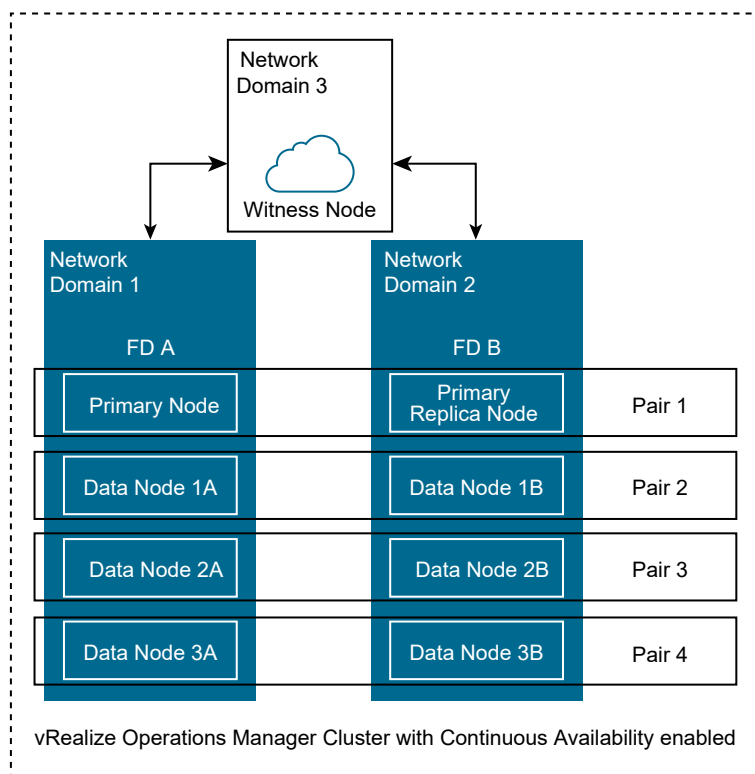 Network
Domain 3
Witness Node
Network
Domain 1
Network
Domain 2
FD A
FD B
Primary Node
Primary
Replica Node
Pair 1
Data Node 1A
Data Node 1B
Pair 2
Data Node 2A
Data Node 2B
Pair 3
Data Node 3A
Data Node 3B
Pair 4
vRealize Operations Manager Cluster with Continuous Availability enabled